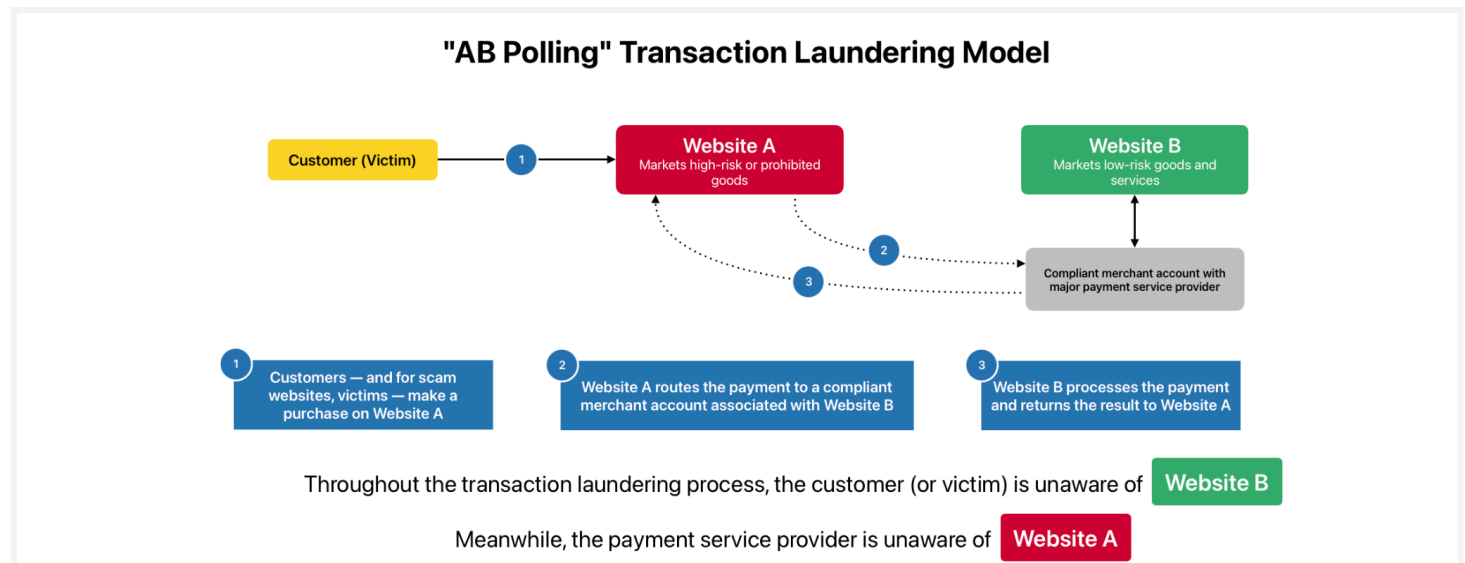 "AB Polling" Transaction Laundering Model
Customer (Victim)
1
Website A
Markets high-risk or prohibited
goods
Website B
Markets low-risk goods and
services
2
3
Compliant merchant account with
major payment service provider
1
Customers — and for scam
websites, victims — make a
purchase on Website A
2
Website A routes the payment to a compliant
merchant account associated with Website B
3
Website B processes the payment
and returns the result to Website A
Throughout the transaction laundering process, the customer (or victim) is unaware of Website B
Meanwhile, the payment service provider is unaware of Website A